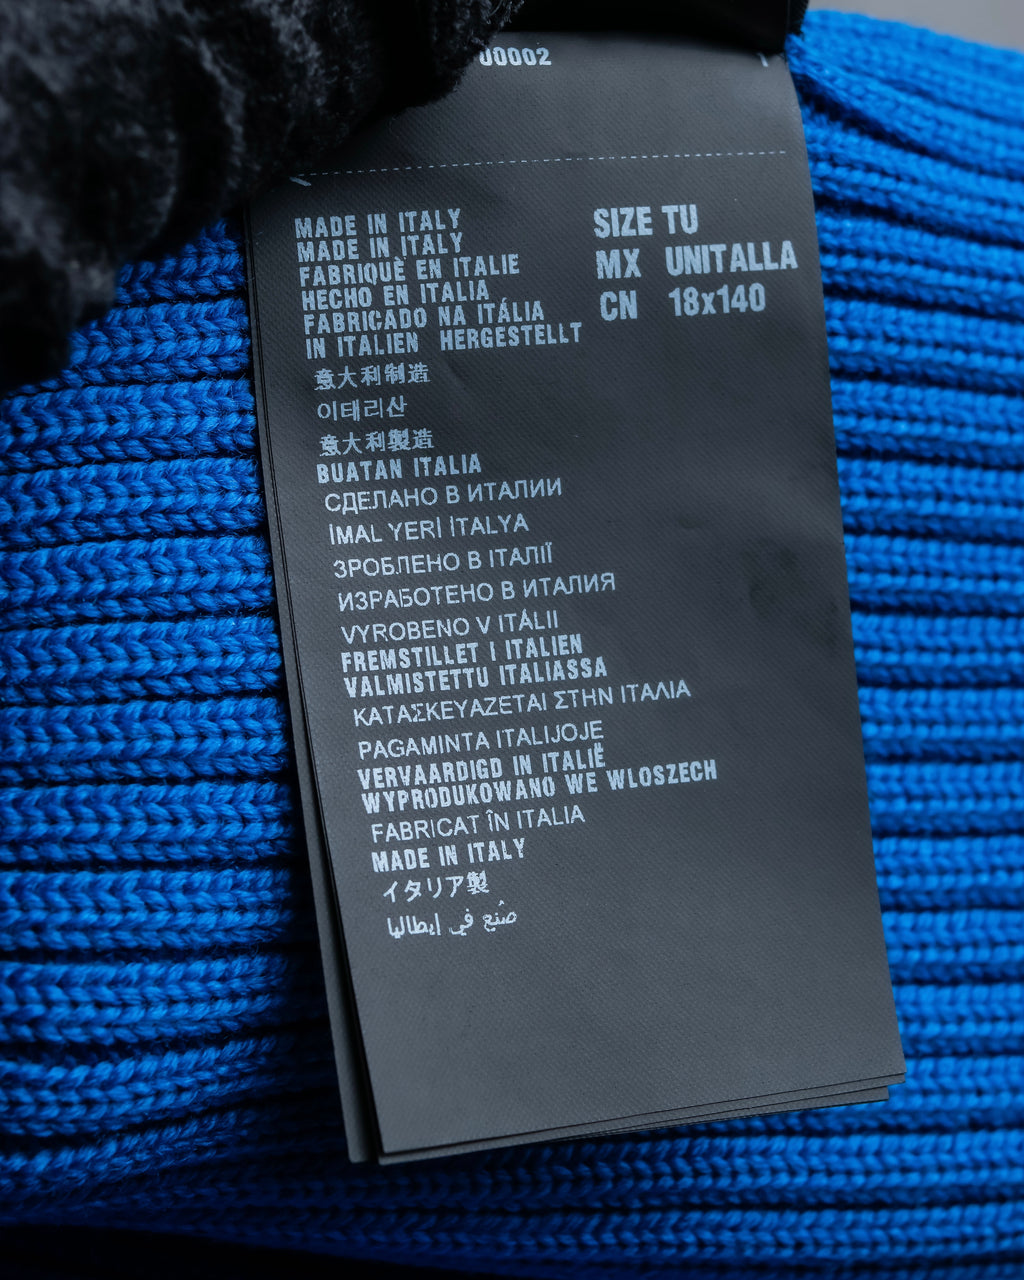 00002
MADE IN ITALY
MADE IN ITALY
FABRIQUÈ EN ITALIE
HECHO EN ITALIA
FABRICADO NA ITÁLIA
IN ITALIEN HERGESTELLT
意大利制造
이태리산
意大利製造
BUATAN ITALIA
СДЕЛАНО В ИТАЛИИ
İMAL YERİ İTALYA
ЗРОБЛЕНО В ІТАЛІЇ
ИЗРАБОТЕНО В ИТАЛИЯ
VYROBENO V ITÁLII
FREMSTILLET I ITALIEN
VALMISTETTU ITALIASSA
ΚΑΤΑΣΚΕΥΑΖΕΤΑΙ ΣΤΗΝ ΙΤΑΛΙΑ
PAGAMINTA ITALIJOJE
VERVAARDIGD IN ITALIË
WYPRODUKOWANO WE WLOSZECH
FABRICAT ÎN ITALIA
MADE IN ITALY
イタリア製
صُنع في إيطاليا
SIZE TU
MX UNITALLA
CN 18x140